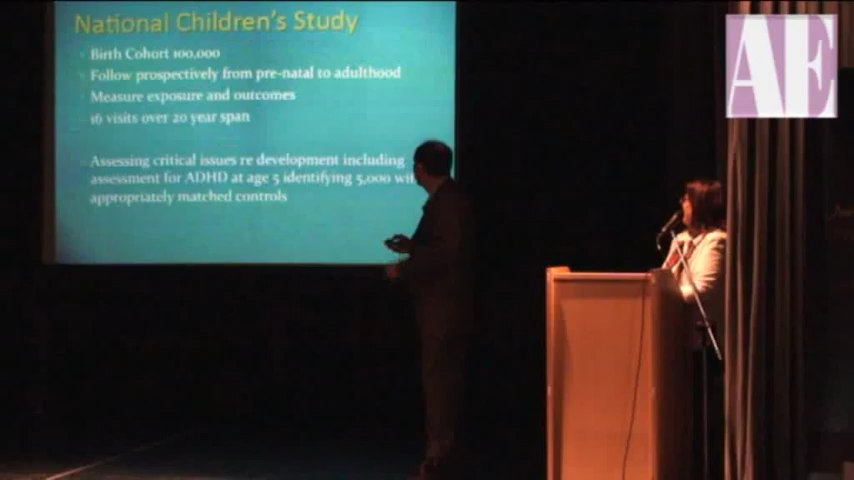 National Children's Study
Birth Cohort 100,000
Follow prospectively from pre-natal to adulthood
Measure exposure and outcomes
16 visits over 20 year span
Assessing critical issues re development including
assessment for ADHD at age 5 identifying 5,000 wi
appropriately matched controls
AE